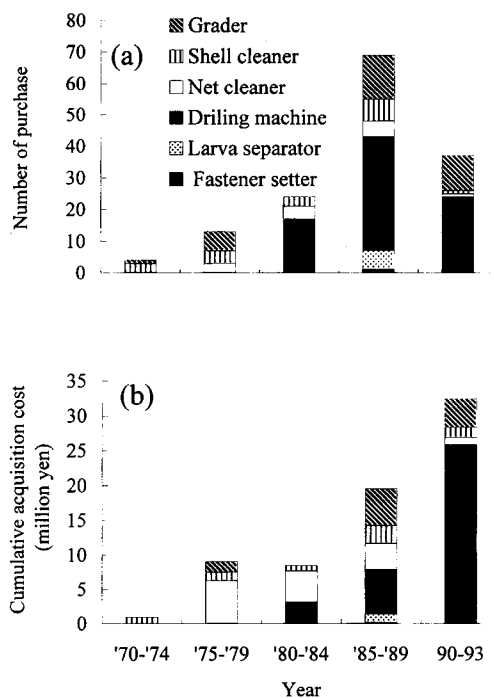 80
70
60
50
40
30
20
10
0
Number of purchase
(a)
Grader
Shell cleaner
Net cleaner
Driling machine
Larva separator
Fastener setter
35
30
25
20
15
10
5
0
Cumulative acquisition cost
(million yen)
(b)
'70-'74 '75-'79 '80-'84 '85-'89 90-93
Year